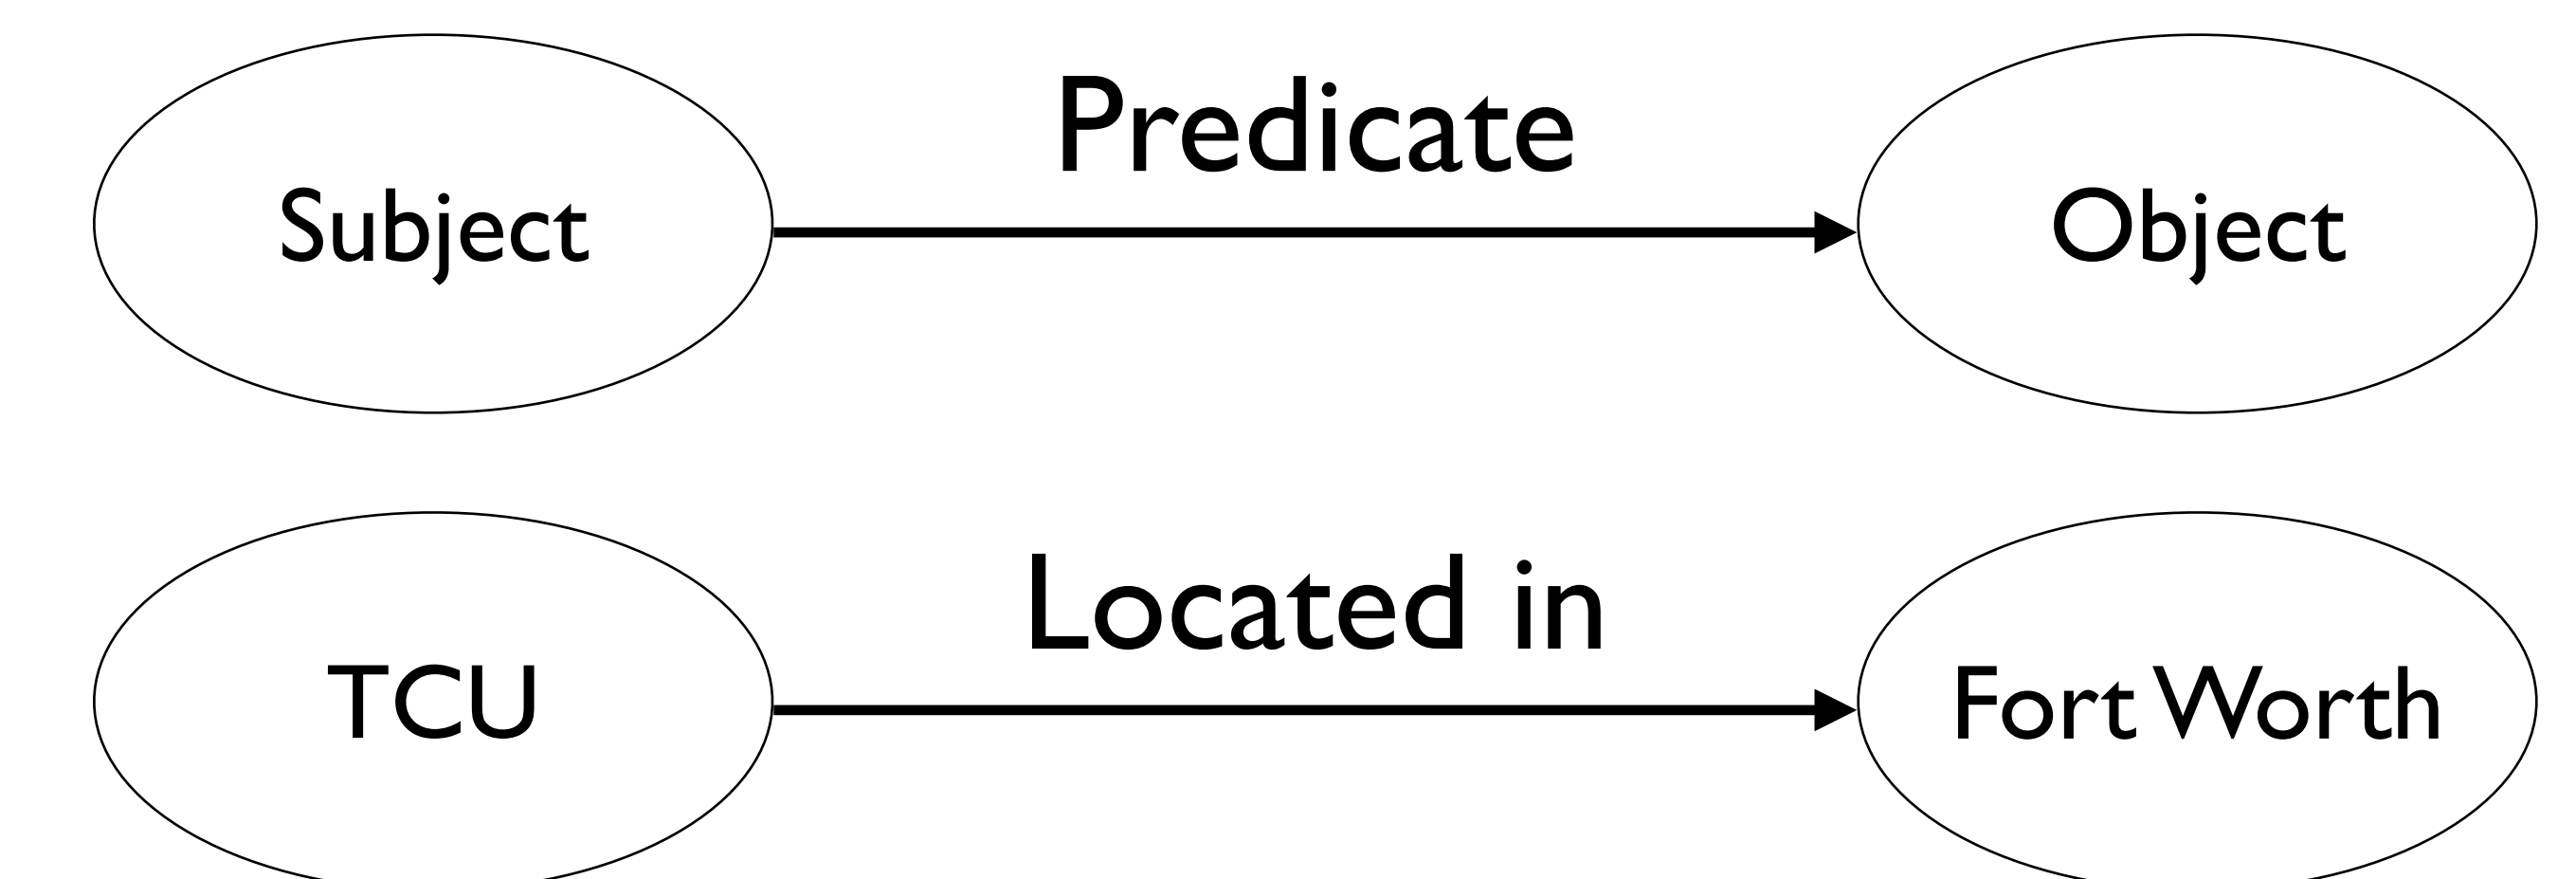 Predicate
Subject
Object
Located in
TCU
Fort Worth